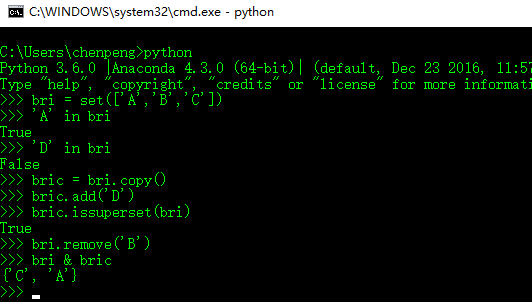 C:\WINDOWS\system32\cmd.exe - python
C:\Users\chenpeng>python
Python 3.6.0 |Anaconda 4.3.0 (64-bit)| (default, Dec 23 2016, 11:57
Type "help", "copyright", "credits" or "license" for more informati
>>> bri = set(['A','B','C'])
>>> 'A' in bri
True
>>> 'D' in bri
False
>>> bric = bri.copy()
>>> bric.add('D')
>>> bric.issuperset(bri)
True
>>> bri.remove('B')
>>> bri & bric
{'C', 'A'}
>>>